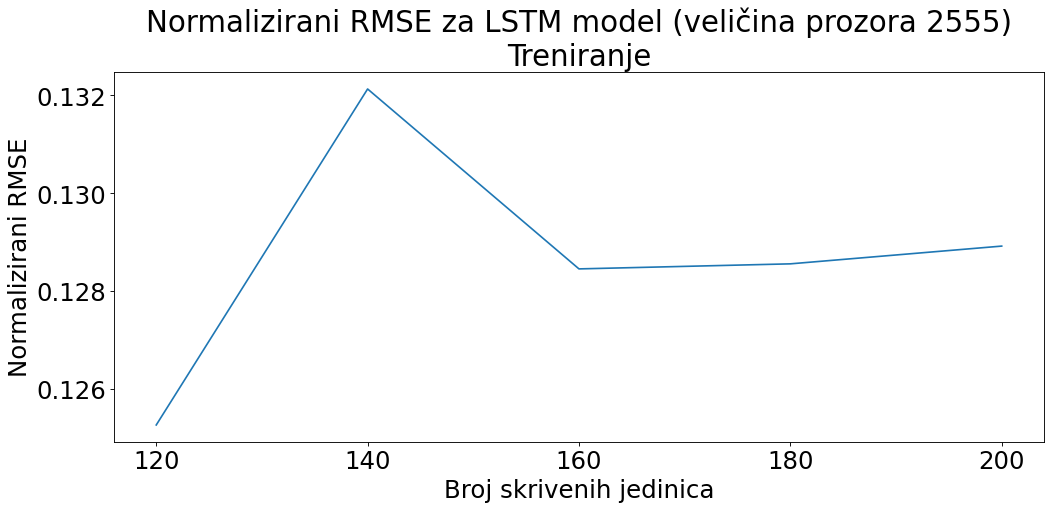 Normalizirani RMSE za LSTM model (veličina prozora 2555)
Treniranje
0.132
0.130
0.128
0.126
Normalizirani RMSE
120 140 160 180 200
Broj skrivenih jedinica